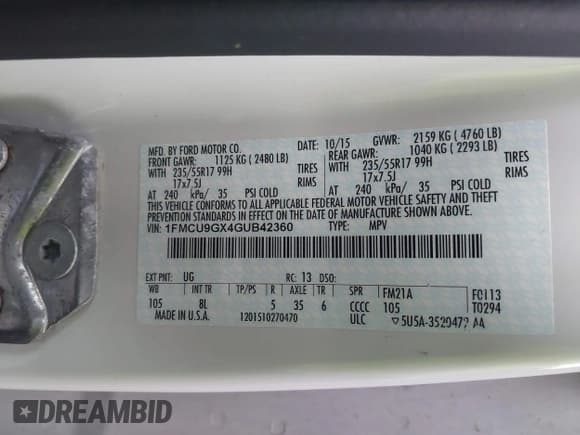 MFD. BY FORD MOTOR CO. 10/15 GVWR: 2159 KG ( 4760 LB)
FRONT GAWR: 1125 KG ( 2480 LB) REAR GAWR: 1040 KG ( 2293 LB)
WITH 235/55R17 99H TIRES WITH 235/55R17 99H TIRES
17x7.5J RIMS 17x7.5J RIMS
AT 240 kPa/ 35 PSI COLD AT 240 kPa/ 35 PSI COLD
THIS VEHICLE CONFORMS TO ALL APPLICABLE FEDERAL MOTOR VEHICLE SAFETY AND THEFT
PREVENTION STANDARDS IN EFFECT ON THE DATE OF MANUFACTURE SHOWN ABOVE.
VIN: 1FMCU9GX4GUB42360 TYPE: MPV
EXT PNT: UG RC: 13 DSO:
WB INT TR TP/PS R AXLE TR SPR FM21A FC113
105 8L 5 35 6 CCCC 105 T0294
MADE IN U.S.A. 1201510270470 ULC ▽5U5A-3520472-AA
DREAMBID